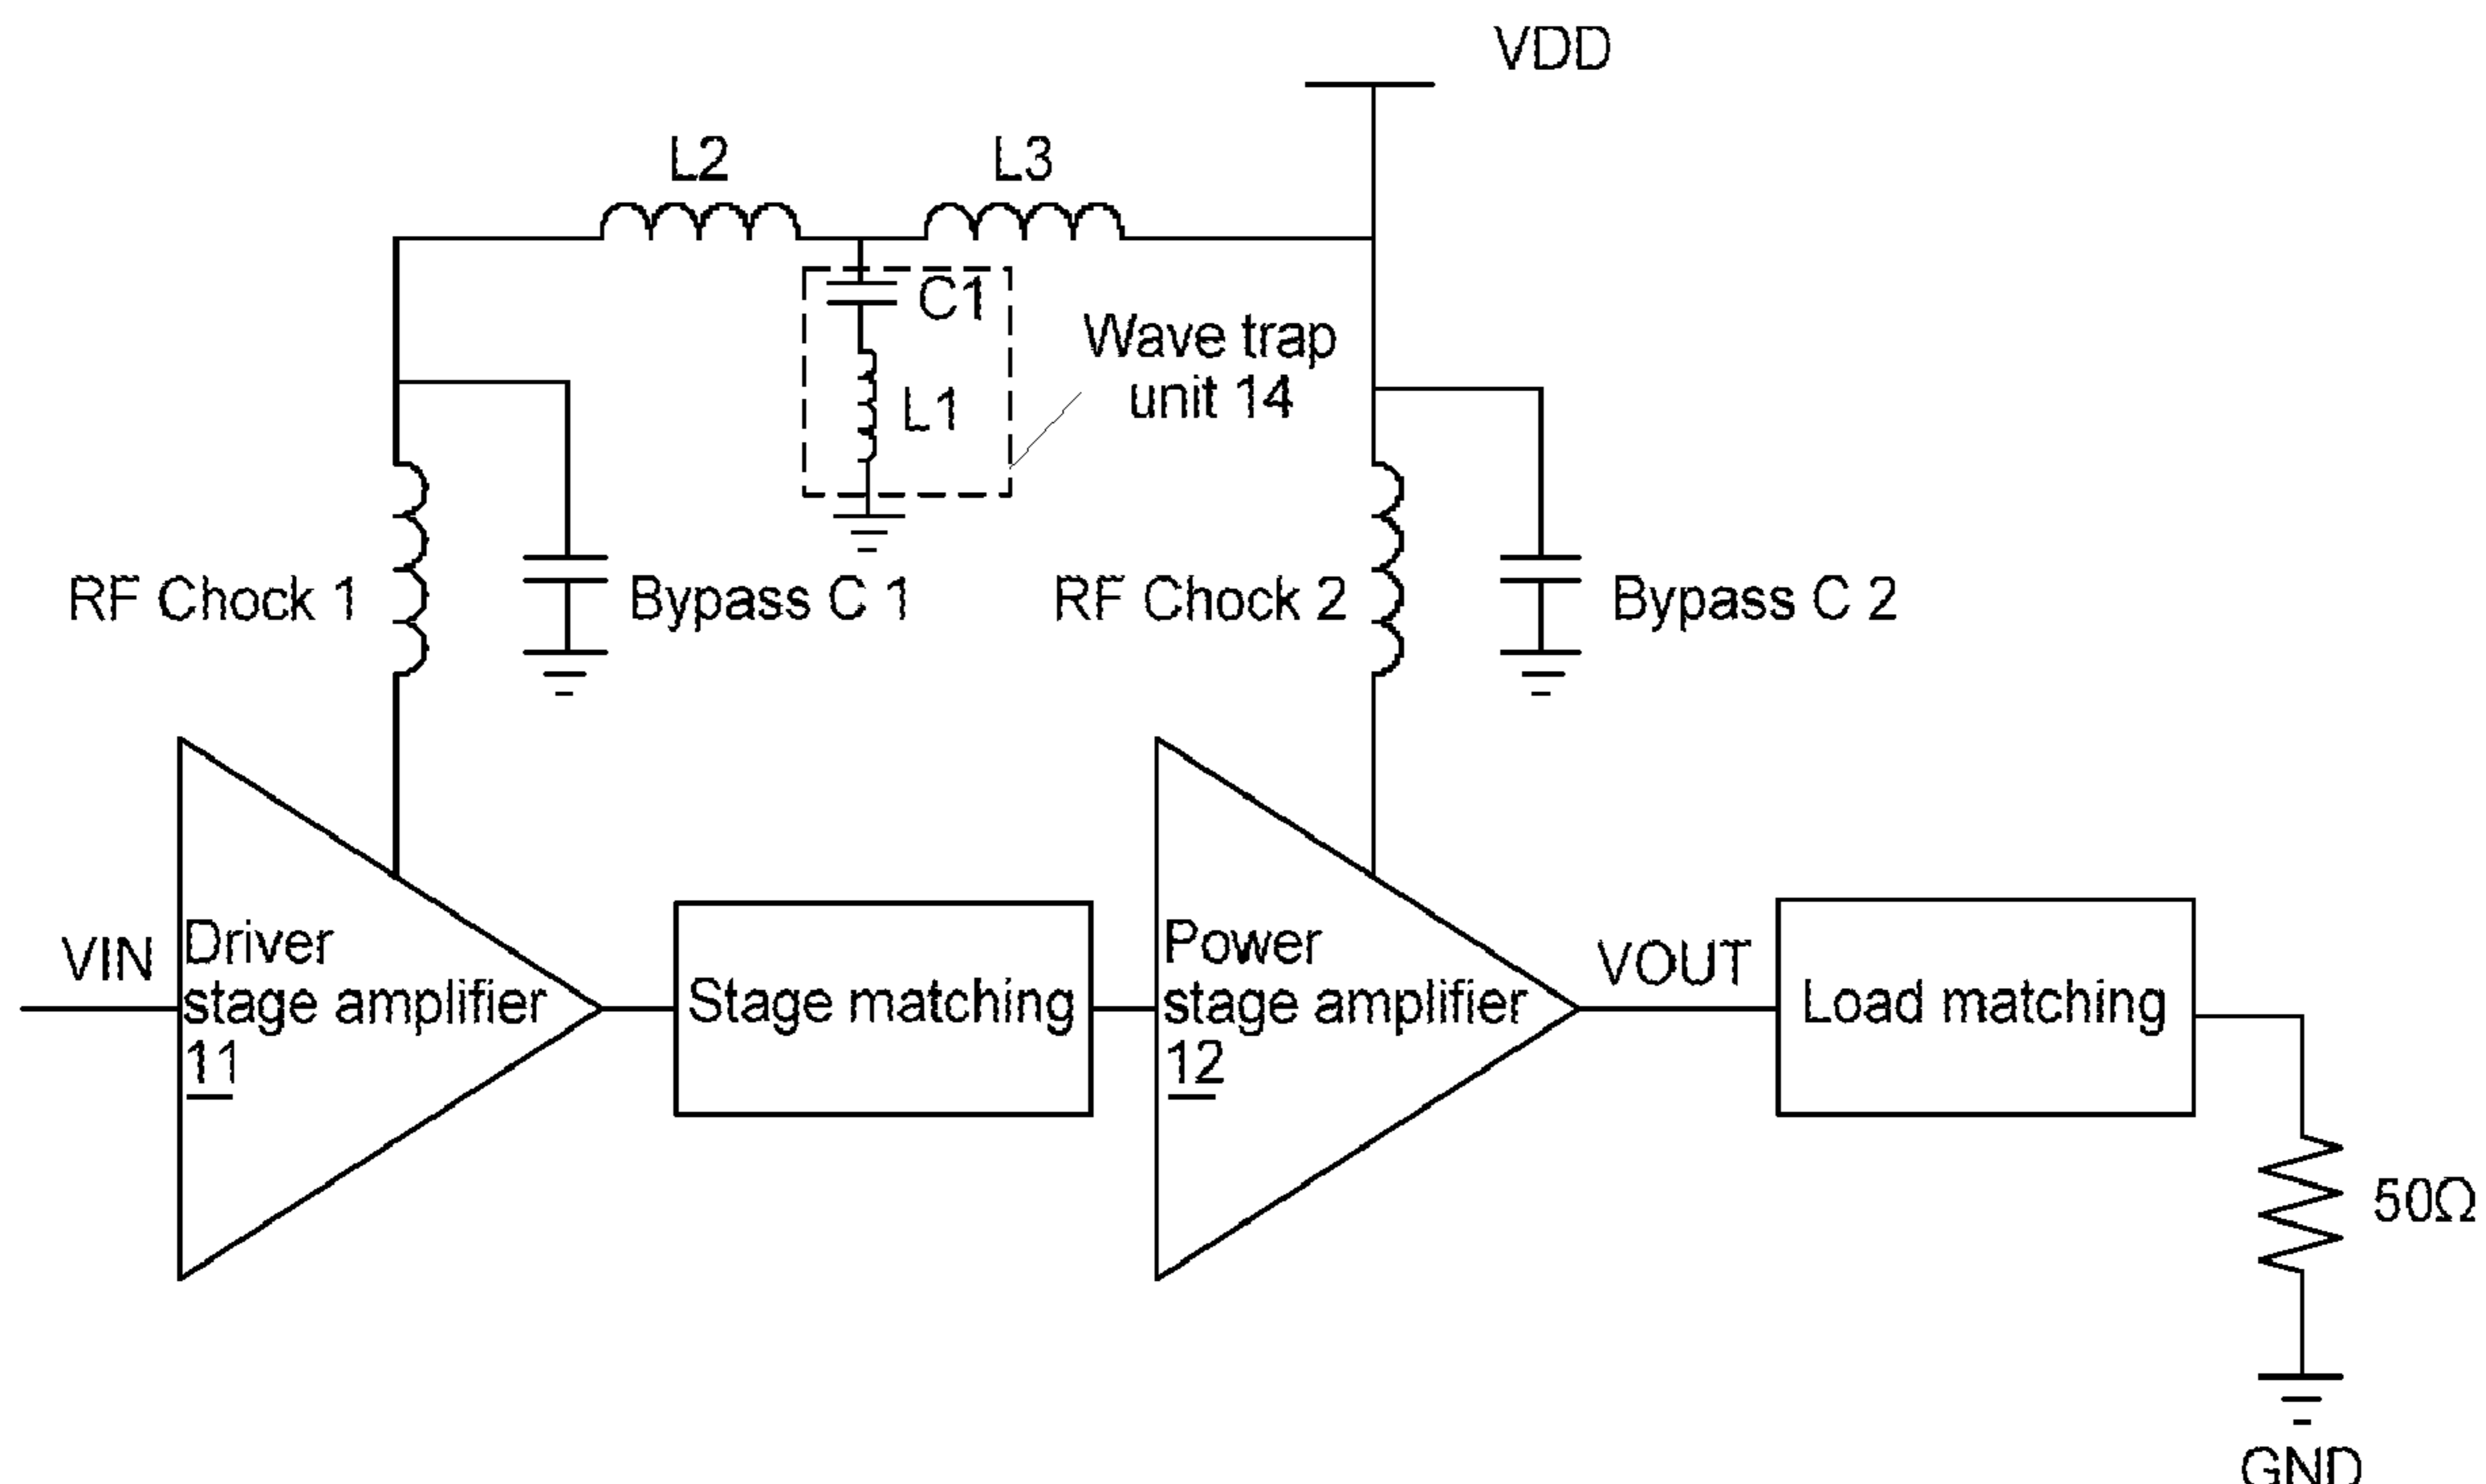 VDD
L2
L3
C1
Wave trap
unit 14
L1
RF Chock 1
Bypass C 1
RF Chock 2
Bypass C 2
VIN
Driver
stage amplifier
11
Stage matching
Power
stage amplifier
12
VOUT
Load matching
50Ω
GND